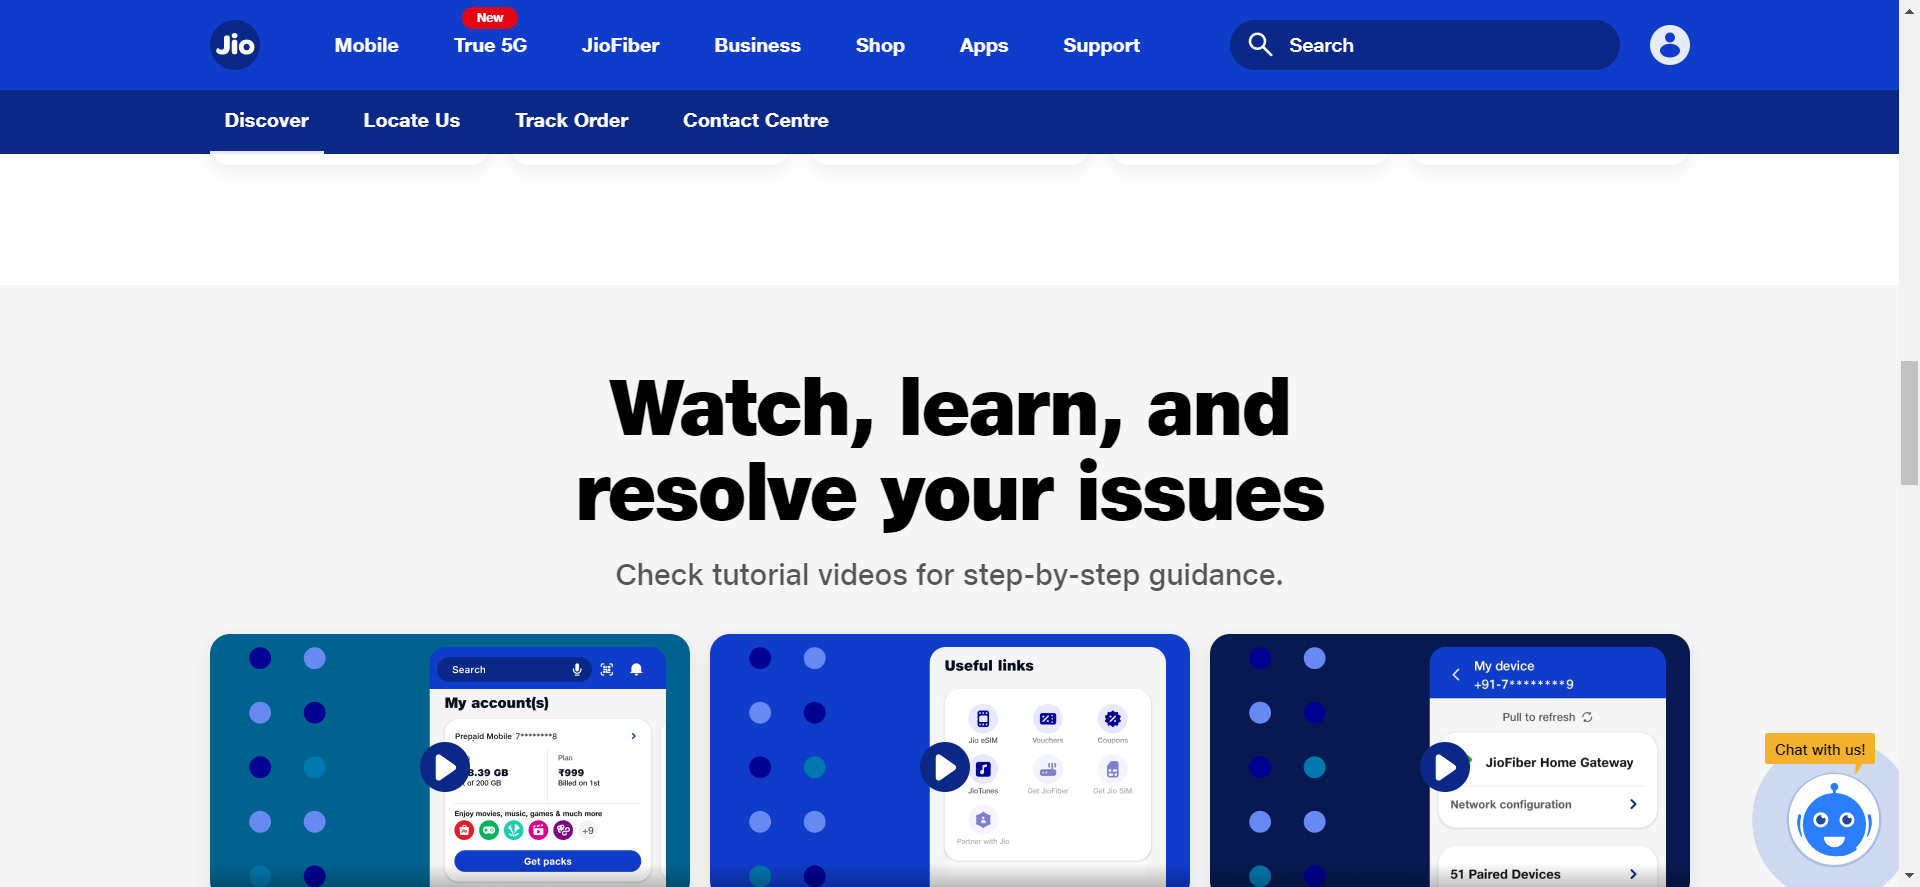 New
Jio
Mobile
True 5G
JioFiber
Business
Shop
Apps
Support
Search
Discover
Locate Us
Track Order
Contact Centre
Watch, learn, and
resolve your issues
Check tutorial videos for step-by-step guidance.
Search
My account(s)
Prepaid Mobile 7********8
Plan
8.39 GB
₹999
of 200 GB
Billed on 1st
Enjoy movies, music, games & much more
+9
Get packs
Useful links
Jio eSIM
Vouchers
Coupons
JioTunes
Get JioFiber
Get Jio SIM
Partner with Jio
My device
+91-7********9
Pull to refresh
JioFiber Home Gateway
Network configuration
51 Paired Devices
Chat with us!